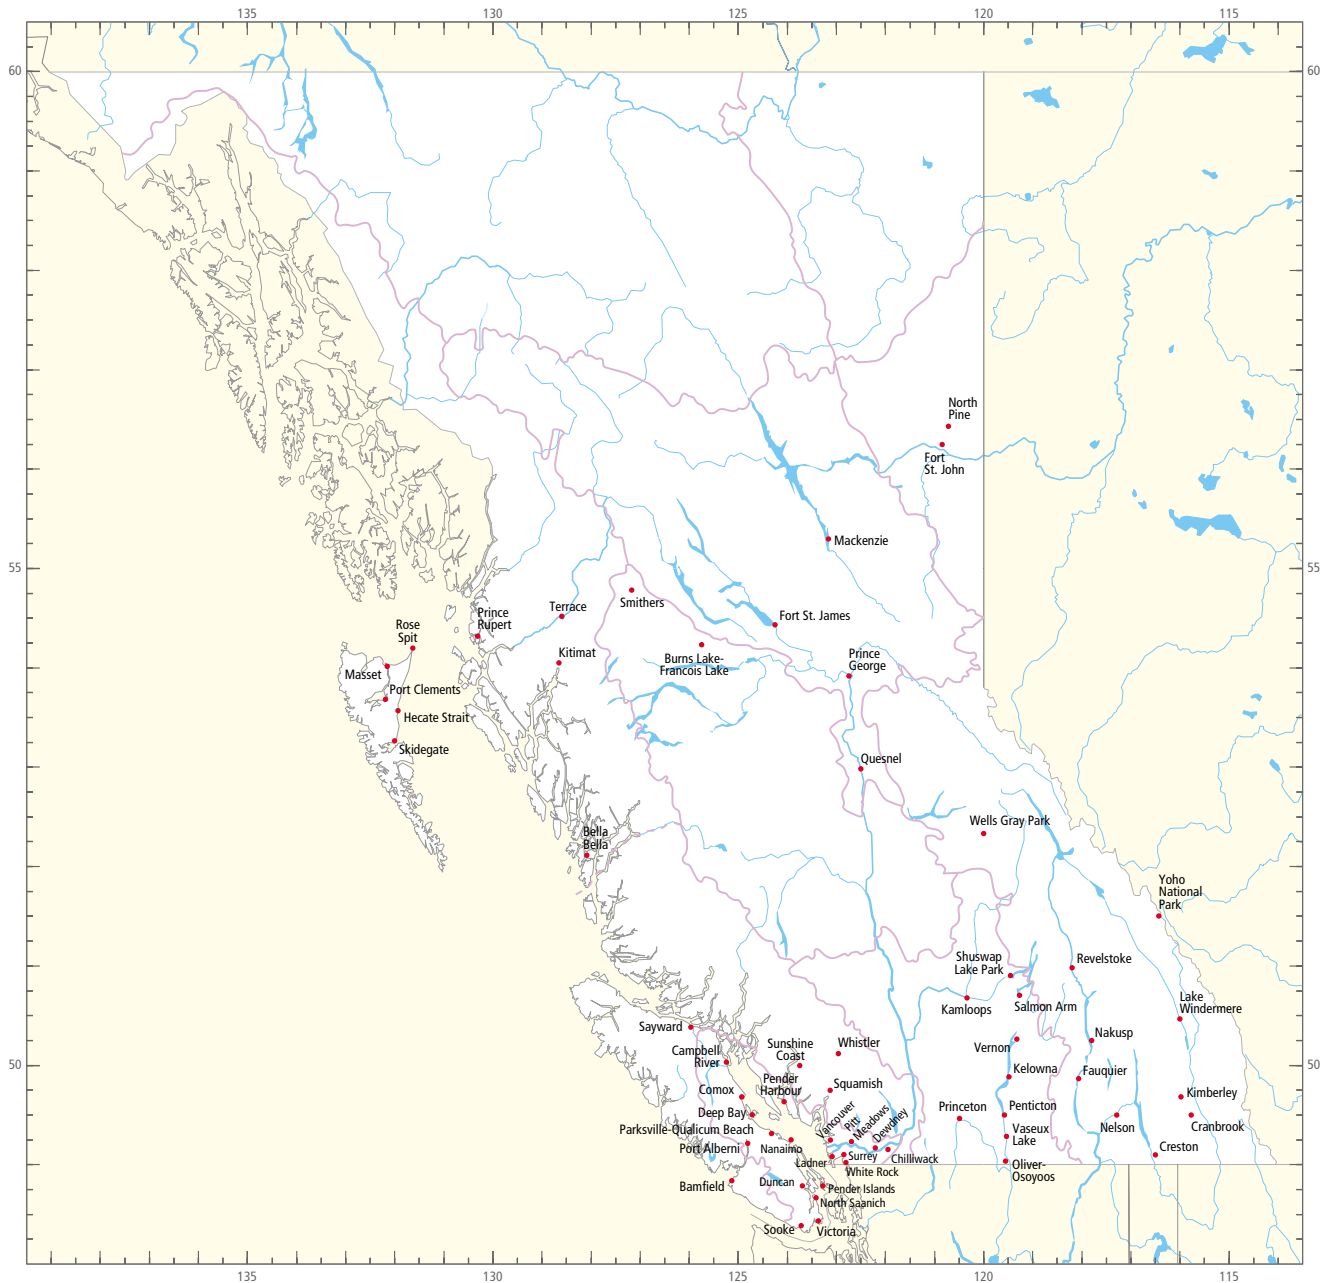 135
130
125
120
115
60
60
North
Pine
Fort
St. John
Mackenzie
55
55
Smithers
Terrace
Prince
Rupert
Fort St. James
Rose
Spit
Kitimat
Burns Lake-
Francois Lake
Prince
George
Masset
Port Clements
Hecate Strait
Skidegate
Quesnel
Wells Gray Park
Bella
Bella
Yoho
National
Park
Shuswap
Lake Park
Revelstoke
Kamloops
Salmon Arm
Lake
Windermere
Sayward
Campbell
River
Sunshine
Coast
Whistler
Vernon
Nakusp
50
50
Pender
Harbour
Squamish
Kelowna
Fauquier
Comox
Kimberley
Deep Bay
Vancouver
Pitt
Meadows
Dewdney
Princeton
Penticton
Nelson
Cranbrook
Parksville-Qualicum Beach
Vaseux
Lake
Port Alberni
Nanaimo
Ladner
Surrey
Chilliwack
White Rock
Creston
Oliver-
Osoyoos
Bamfield
Duncan
Pender Islands
North Saanich
Sooke
Victoria
135
130
125
120
115